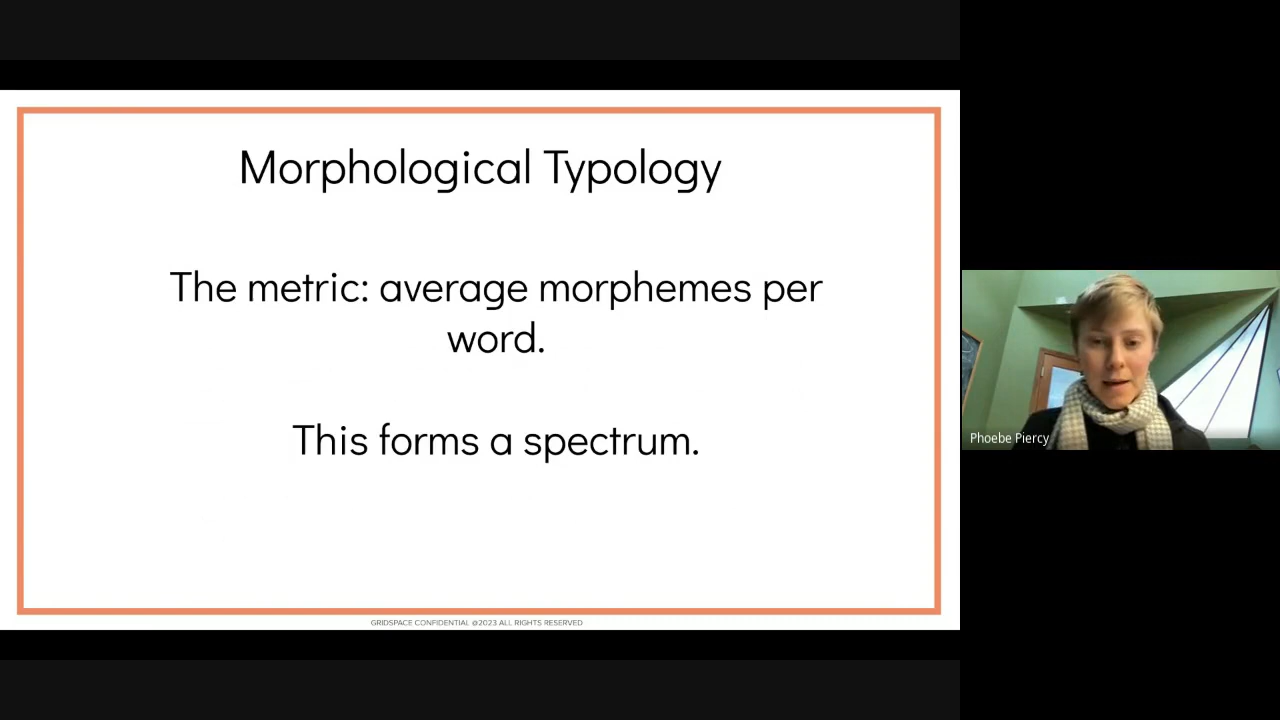 Morphological Typology
The metric: average morphemes per
word.
This forms a spectrum.
GRIDSPACE CONFIDENTIAL @2023 ALL RIGHTS RESERVED
Phoebe Piercy